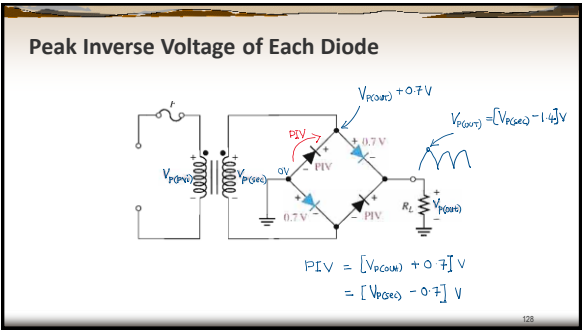 Peak Inverse Voltage of Each Diode
V_P(OUT) + 0.7V
V_P(OUT) = [V_P(sec) - 1.4] V
F
PIV
+ 0.7 V -
+
- PIV
0V
+ V_P(pri) -
+ V_P(sec) -
+
0.7 V -
+
- PIV
R_L
+ V_P(out) -
PIV = [V_P(out) + 0.7] V
= [V_P(sec) - 0.7] V
128